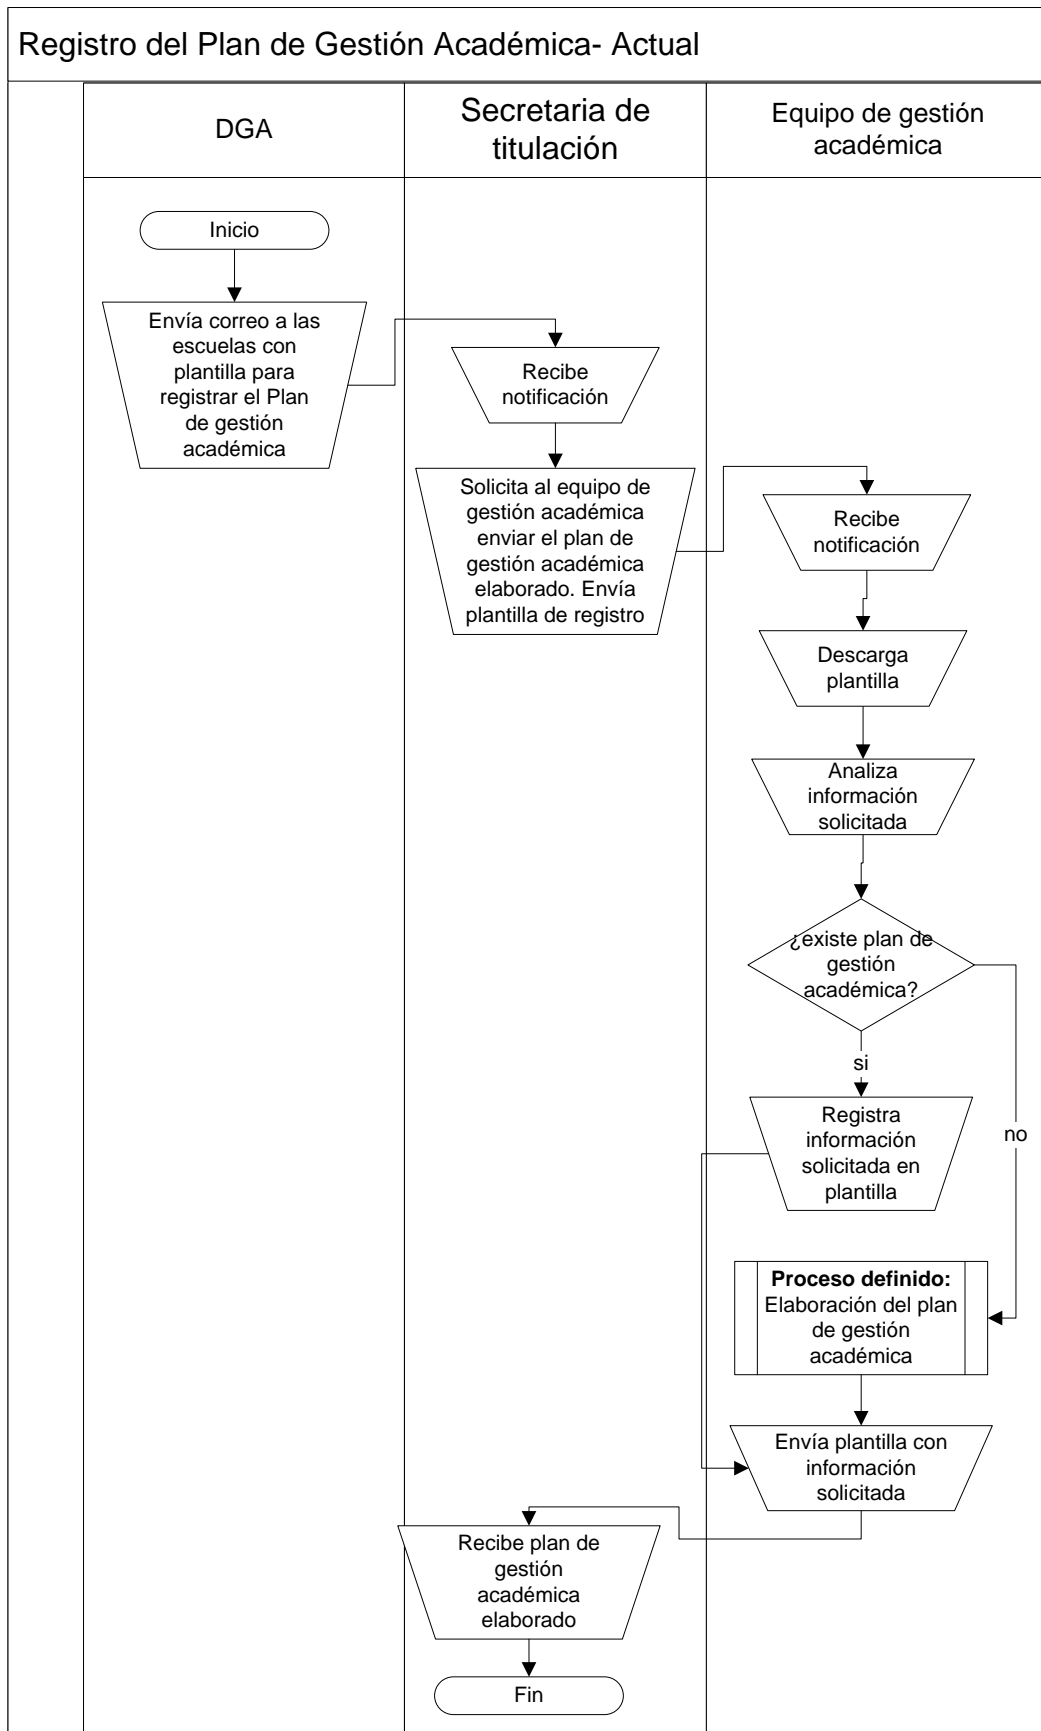 Registro del Plan de Gestión Académica- Actual
DGA
Secretaria de
titulación
Equipo de gestión
académica
Inicio
Envía correo a las
escuelas con
plantilla para
registrar el Plan
de gestión
académica
Recibe
notificación
Solicita al equipo de
gestión académica
enviar el plan de
gestión académica
elaborado. Envía
plantilla de registro
Recibe
notificación
Descarga
plantilla
Analiza
información
solicitada
¿existe plan de
gestión
académica?
si
no
Registra
información
solicitada en
plantilla
Proceso definido:
Elaboración del plan
de gestión
académica
Envía plantilla con
información
solicitada
Recibe plan de
gestión
académica
elaborado
Fin